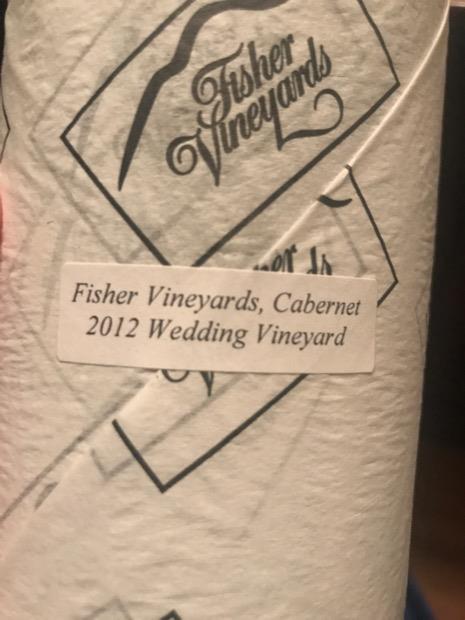 Fisher
Vineyards
Fisher Vineyards, Cabernet
2012 Wedding Vineyard